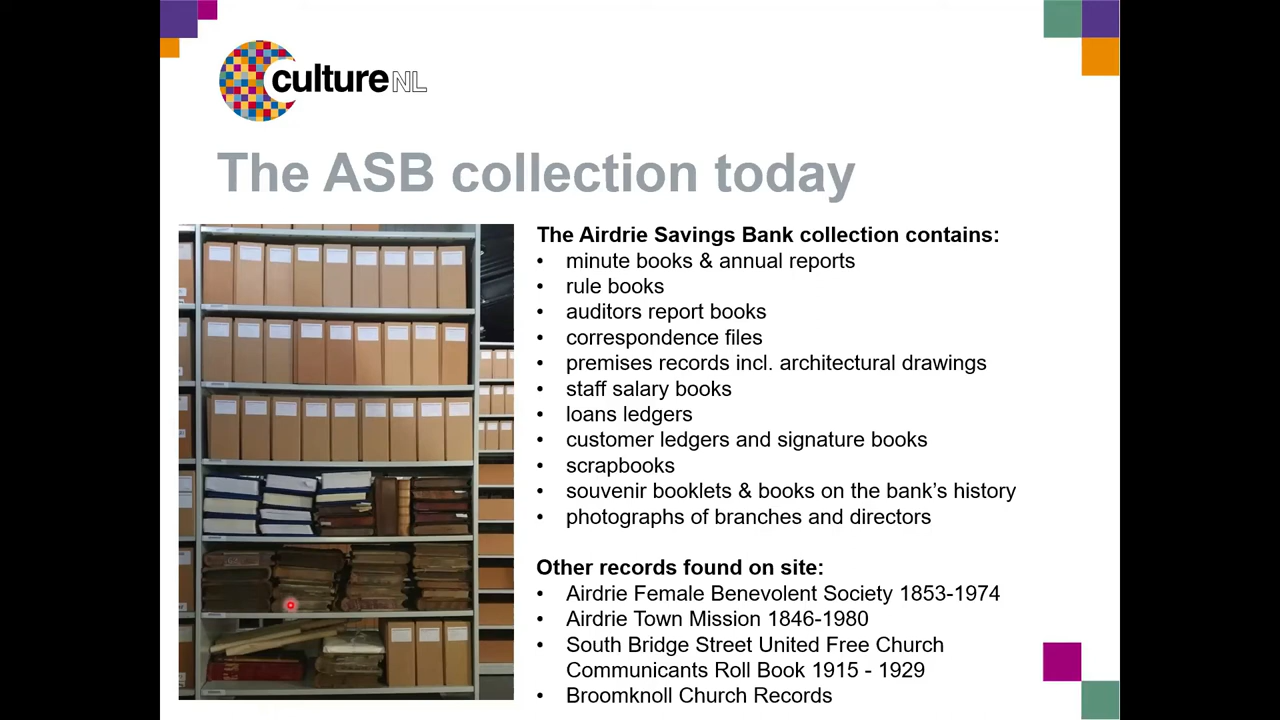 culture NL
The ASB collection today
The Airdrie Savings Bank collection contains:
• minute books & annual reports
• rule books
• auditors report books
• correspondence files
• premises records incl. architectural drawings
• staff salary books
• loans ledgers
• customer ledgers and signature books
• scrapbooks
• souvenir booklets & books on the bank's history
• photographs of branches and directors
Other records found on site:
• Airdrie Female Benevolent Society 1853-1974
• Airdrie Town Mission 1846-1980
• South Bridge Street United Free Church
Communicants Roll Book 1915 - 1929
• Broomknoll Church Records